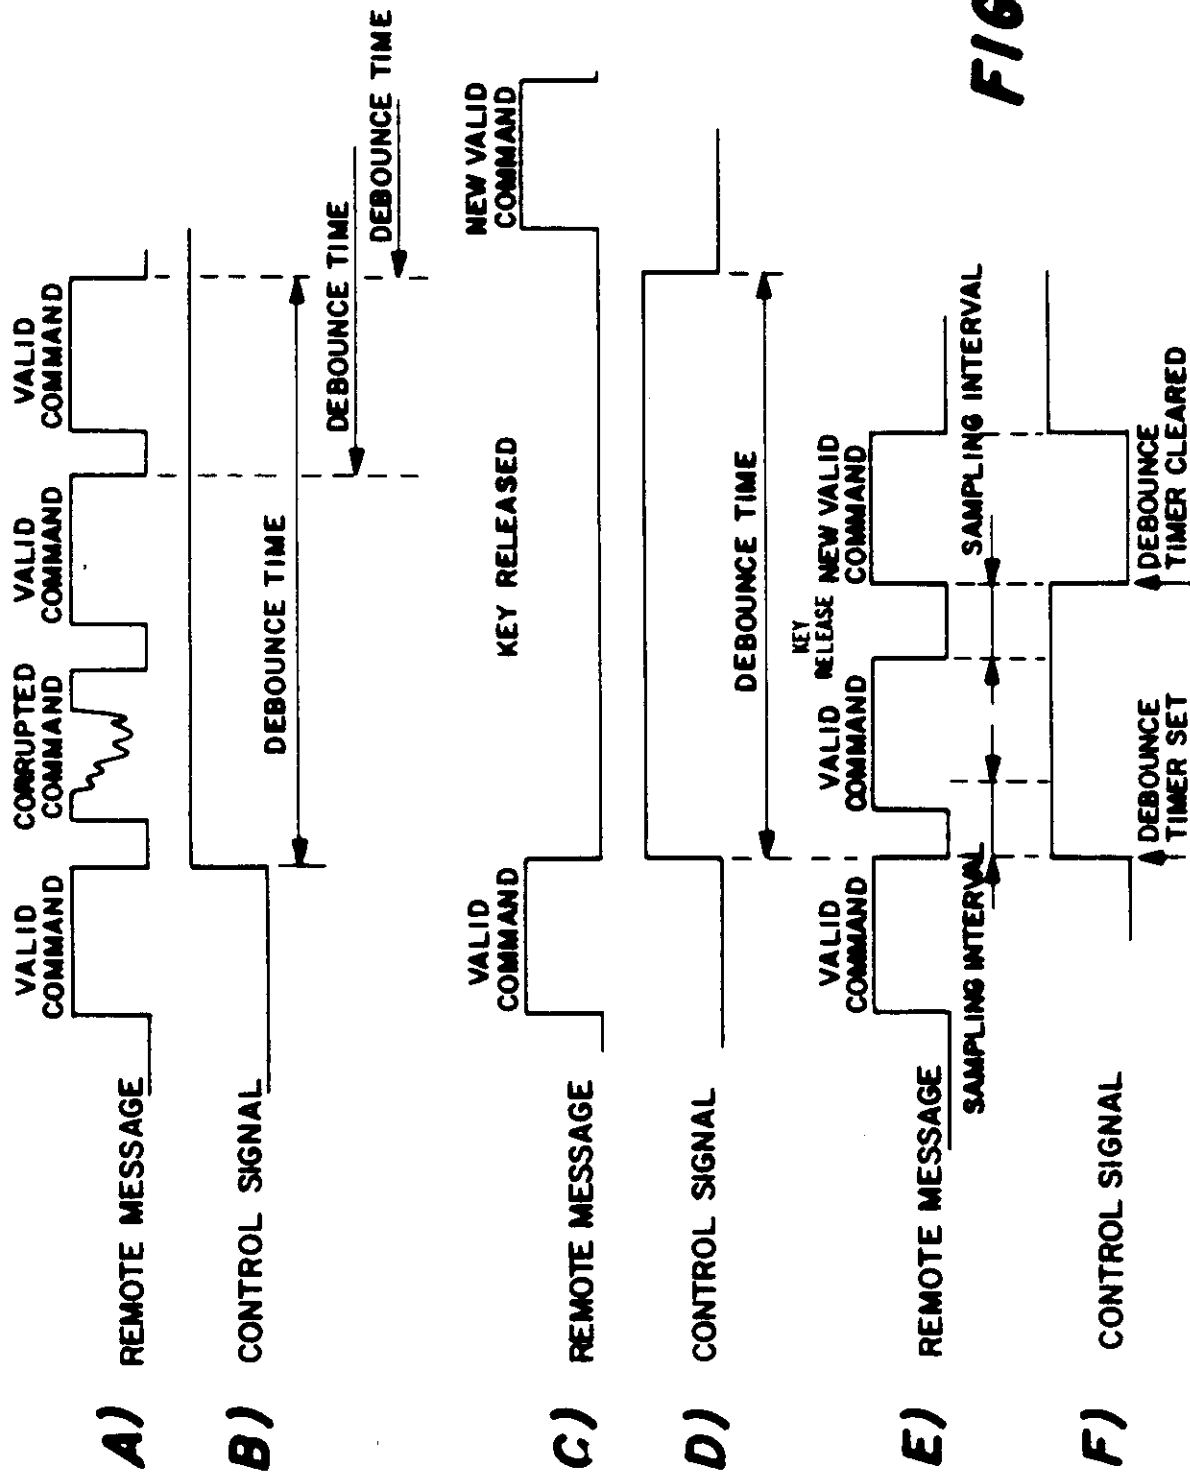 A) REMOTE MESSAGE
VALID
COMMAND
CORRUPTED
COMMAND
VALID
COMMAND
VALID
COMMAND
B) CONTROL SIGNAL
DEBOUNCE TIME
DEBOUNCE TIME
DEBOUNCE TIME
C) REMOTE MESSAGE
VALID
COMMAND
KEY RELEASED
NEW VALID
COMMAND
D) CONTROL SIGNAL
DEBOUNCE TIME
E) REMOTE MESSAGE
VALID
COMMAND
VALID
COMMAND
KEY
RELEASE
NEW VALID
COMMAND
SAMPLING INTERVAL
SAMPLING INTERVAL
F) CONTROL SIGNAL
DEBOUNCE
TIMER SET
DEBOUNCE
TIMER CLEARED
FIG